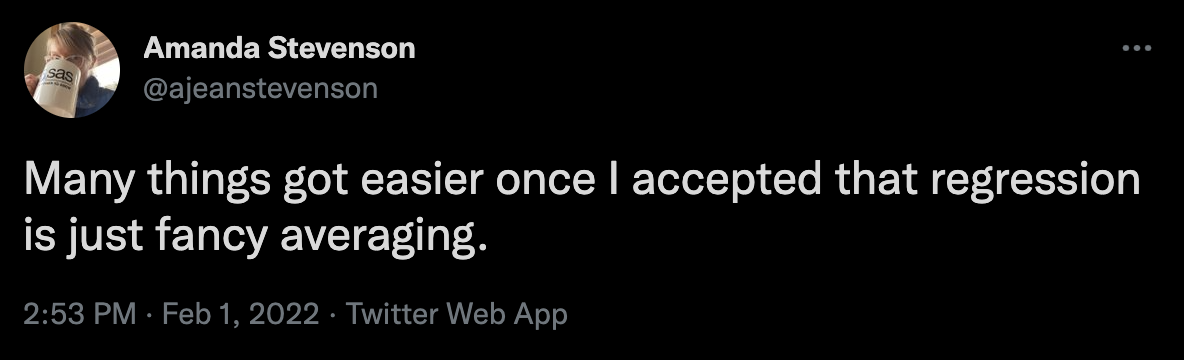 Amanda Stevenson
@ajeanstevenson
sas
Many things got easier once I accepted that regression
is just fancy averaging.
2:53 PM · Feb 1, 2022 · Twitter Web App